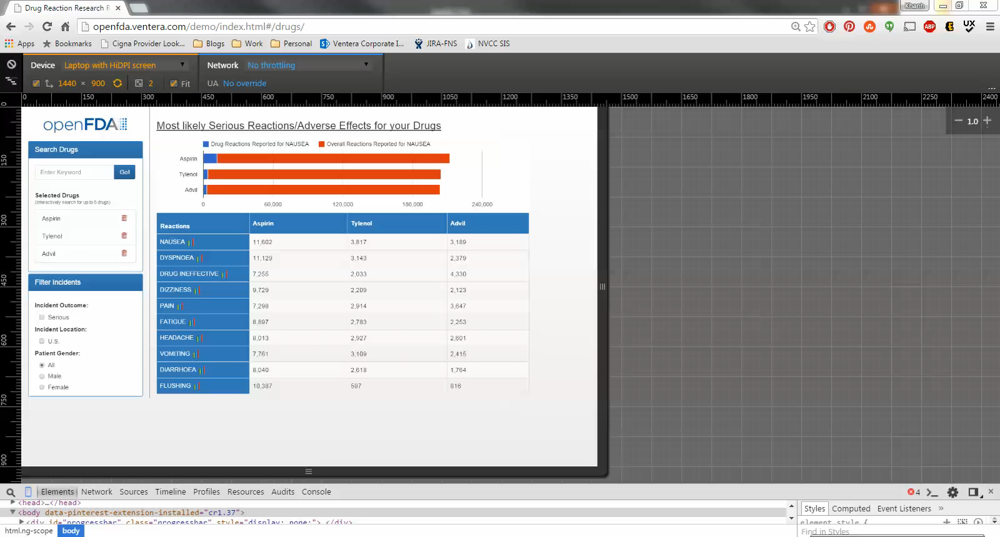 Drug Reaction Research R
Khanh
openfda.ventera.com/demo/index.html#/drugs/
ABP
UX
Apps Bookmarks Cigna Provider Look... Blogs Work Personal Ventera Corporate I... JIRA-FNS NVCC SIS
Device Laptop with HiDPI screen Network No throttling
1440 × 900 2 Fit UA No override
...
0 150 300 450 600 750 900 1050 1200 1350 1500 1650 1800 1950 2100 2250 2400
0
150
300
450
600
750
900
1.0
openFDA
Search Drugs
Enter Keyword Go!
Selected Drugs
(Interactively search for up to 5 drugs)
Aspirin
Tylenol
Advil
Filter Incidents
Incident Outcome:
Serious
Incident Location:
U.S.
Patient Gender:
All
Male
Female
Most likely Serious Reactions/Adverse Effects for your Drugs
Drug Reactions Reported for NAUSEA Overall Reactions Reported for NAUSEA
Aspirin
Tylenol
Advil
0 60,000 120,000 180,000 240,000
Reactions Aspirin Tylenol Advil
NAUSEA 11,602 3,817 3,189
DYSPNOEA 11,129 3,143 2,379
DRUG INEFFECTIVE 7,255 2,033 4,330
DIZZINESS 9,729 2,209 2,123
PAIN 7,298 2,914 3,647
FATIGUE 8,897 2,783 2,253
HEADACHE 8,013 2,927 2,601
VOMITING 7,761 3,109 2,415
DIARRHOEA 8,040 2,618 1,764
FLUSHING 10,387 597 816
Elements Network Sources Timeline Profiles Resources Audits Console 4
<head>…</head>
<body data-pinterest-extension-installed="cr1.37">
<div id="progressbar" class="progressbar" style="display: none;"> </div>
html.ng-scope body
Styles Computed Event Listeners »
element.style {
Find in Styles